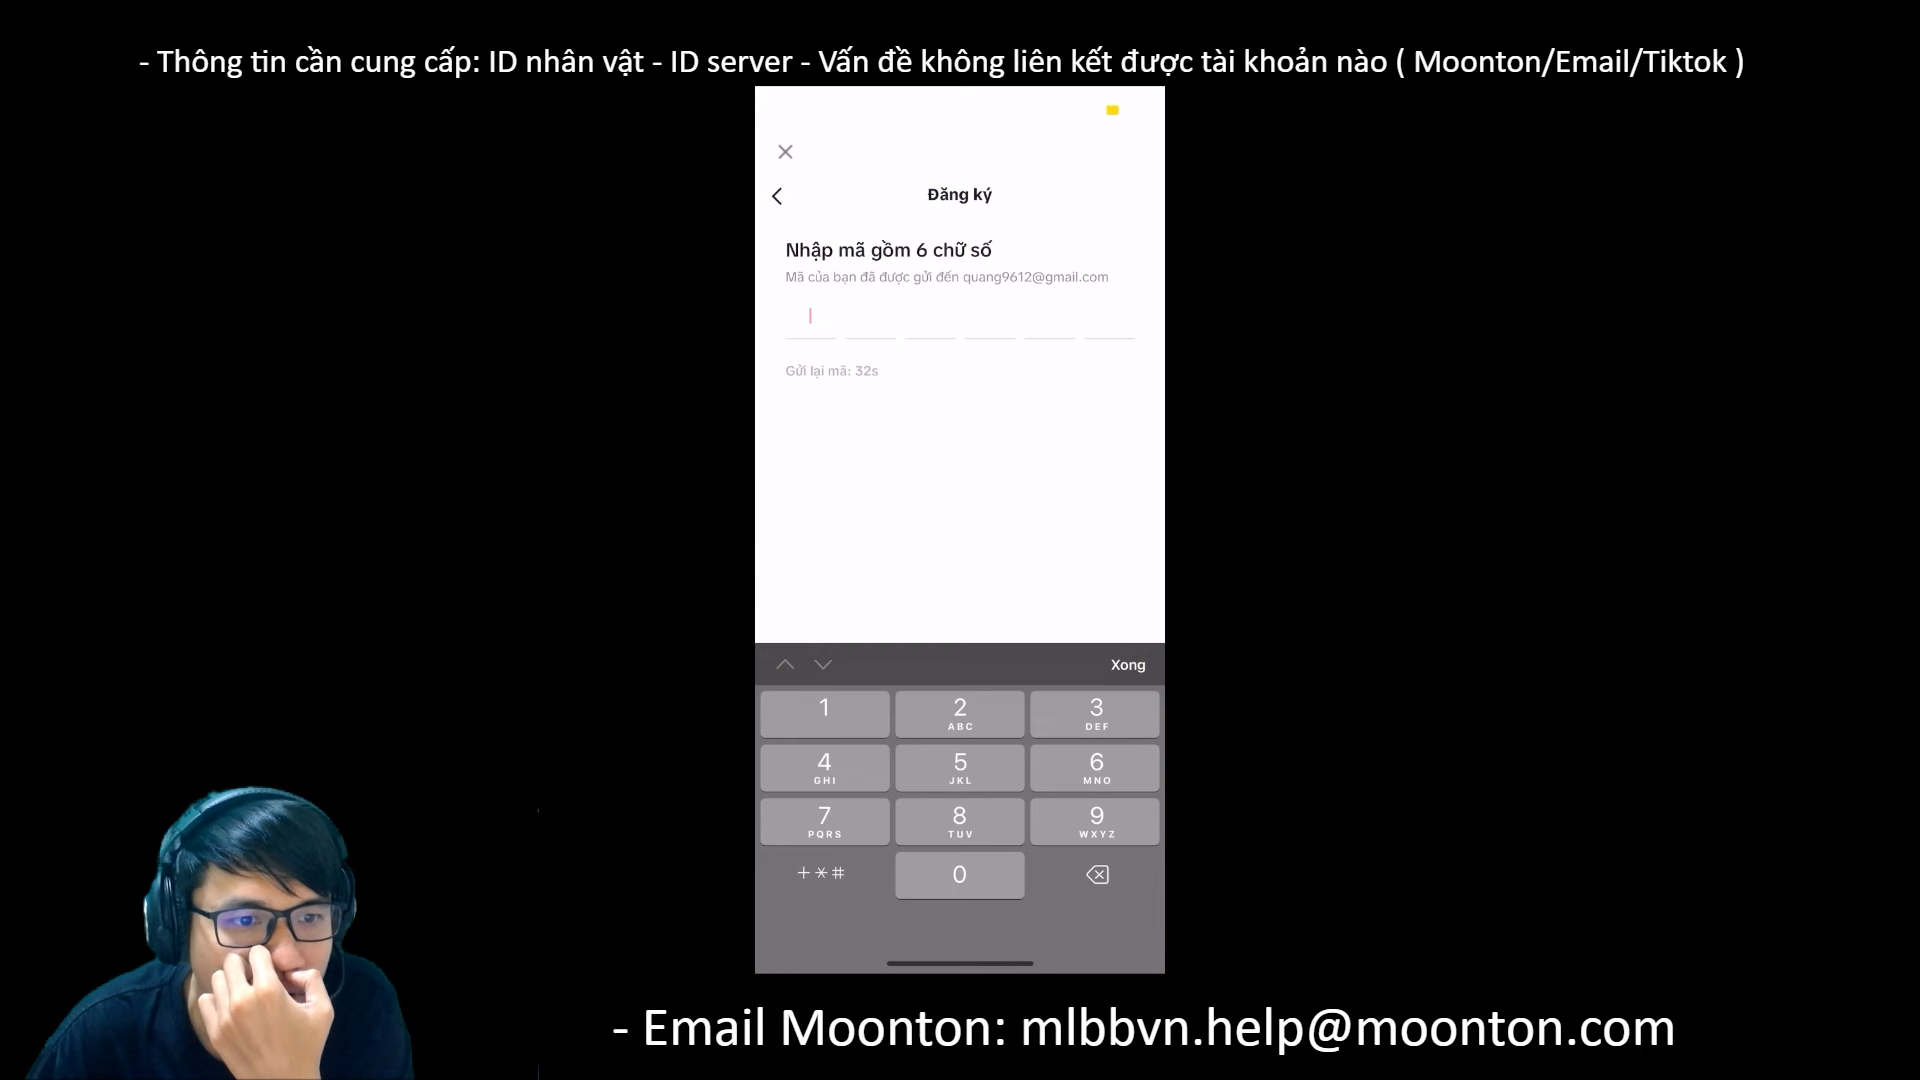 - Thông tin cần cung cấp: ID nhân vật - ID server - Vấn đề không liên kết được tài khoản nào ( Moonton/Email/Tiktok )
Đăng ký
Nhập mã gồm 6 chữ số
Mã của bạn đã được gửi đến quang9612@gmail.com
Gửi lại mã: 32s
Xong
1
2
3
ABC
DEF
4
5
6
GHI
JKL
MNO
7
8
9
PQRS
TUV
WXYZ
+*#
0
- Email Moonton: mlbbvn.help@moonton.com